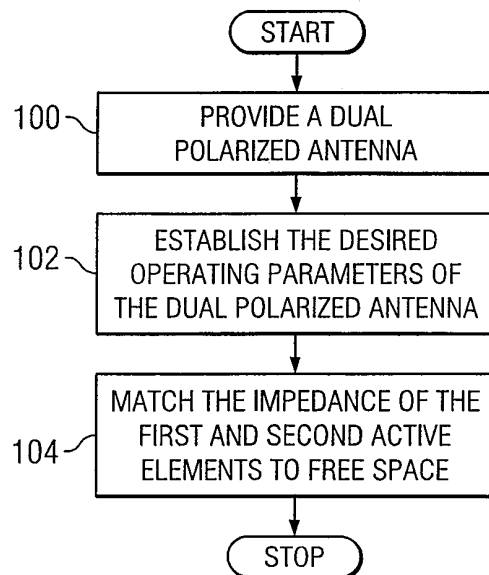 START
100
PROVIDE A DUAL
POLARIZED ANTENNA
102
ESTABLISH THE DESIRED
OPERATING PARAMETERS OF
THE DUAL POLARIZED ANTENNA
104
MATCH THE IMPEDANCE OF THE
FIRST AND SECOND ACTIVE
ELEMENTS TO FREE SPACE
STOP